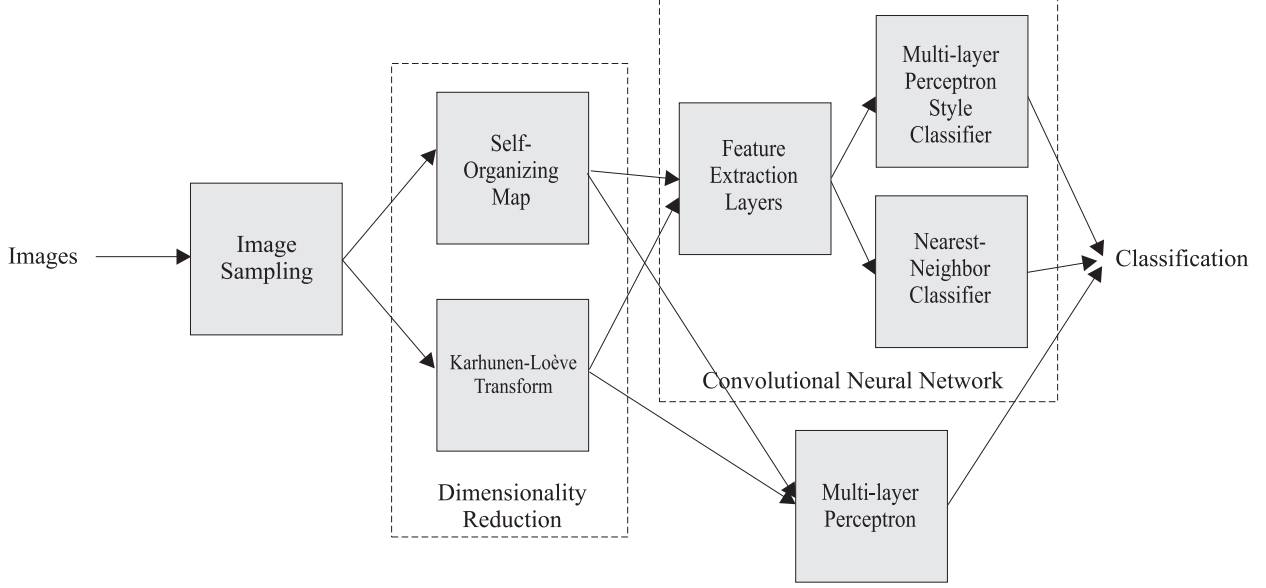 Images
Image
Sampling
Self-
Organizing
Map
Karhunen-Loève
Transform
Dimensionality
Reduction
Feature
Extraction
Layers
Multi-layer
Perceptron
Style
Classifier
Nearest-
Neighbor
Classifier
Convolutional Neural Network
Multi-layer
Perceptron
Classification